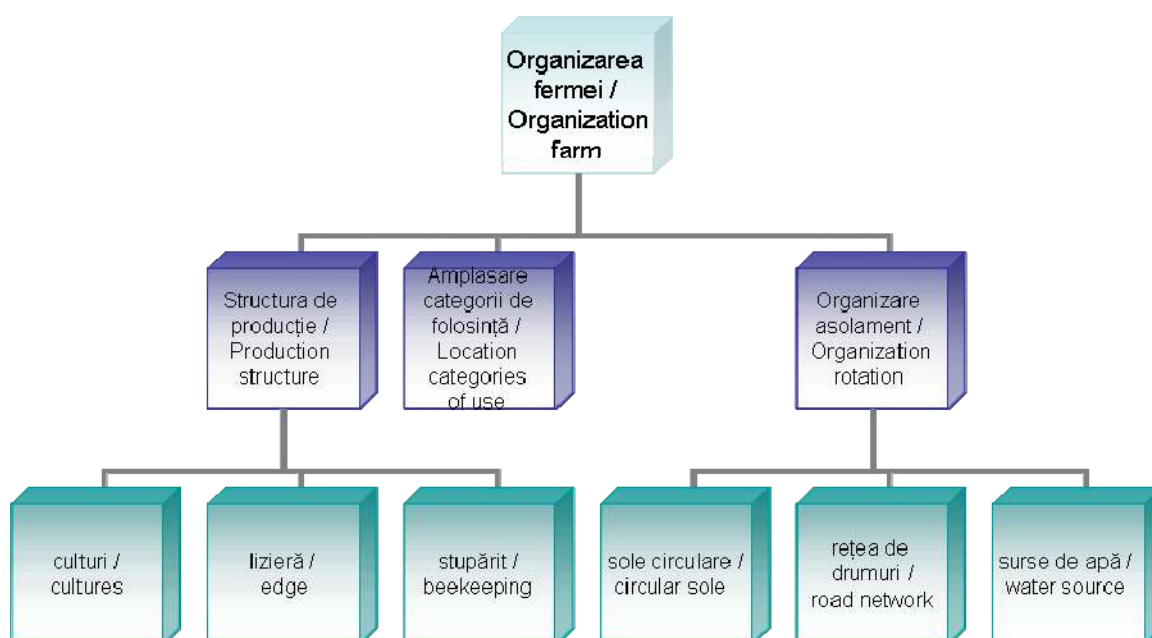 Organizarea
fermei /
Organization
farm
Structura de
producție /
Production
structure
Amplasare
categorii de
folosință /
Location
categories
of use
Organizare
asolament /
Organization
rotation
culturi /
cultures
lizieră /
edge
stupărit /
beekeeping
sole circulare /
circular sole
rețea de
drumuri /
road network
surse de apă /
water source